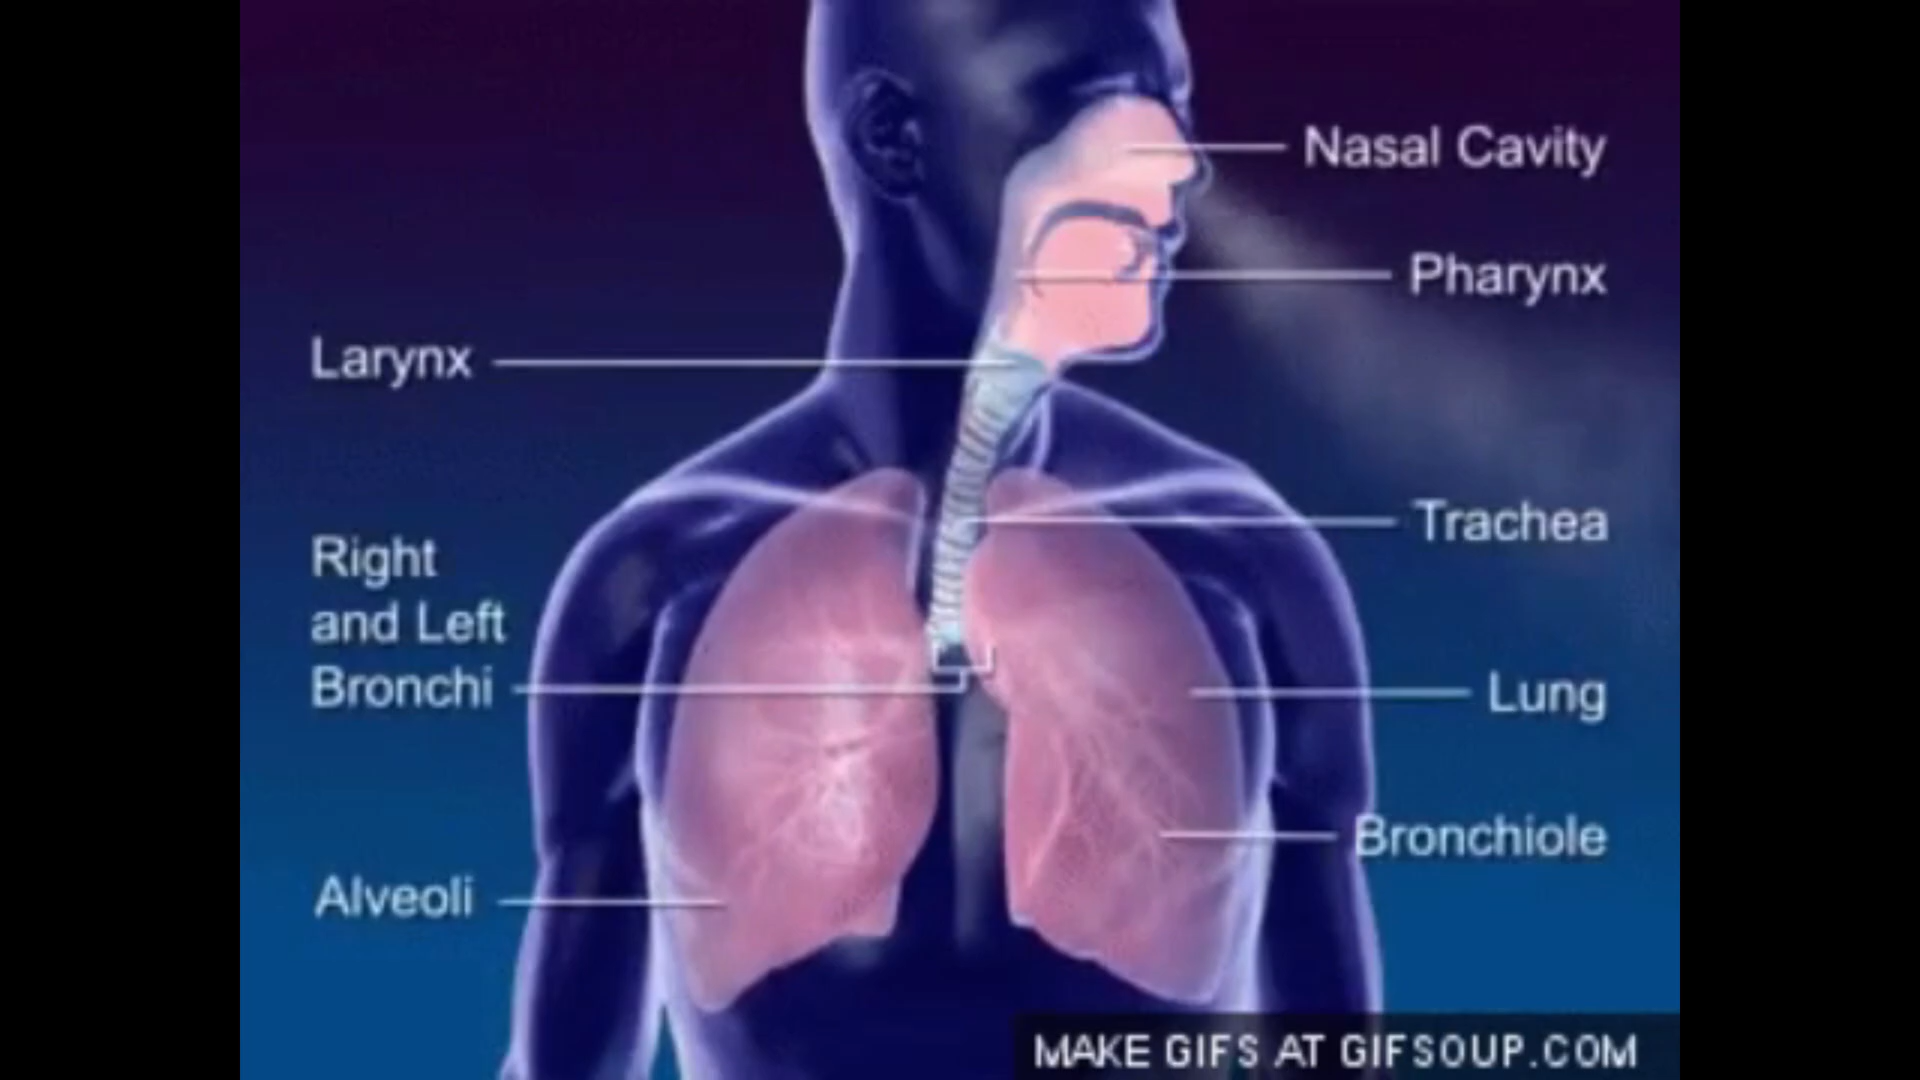 Nasal Cavity
Pharynx
Larynx
Trachea
Right
and Left
Bronchi
Lung
Bronchiole
Alveoli
MAKE GIFS AT GIFSOUP.COM